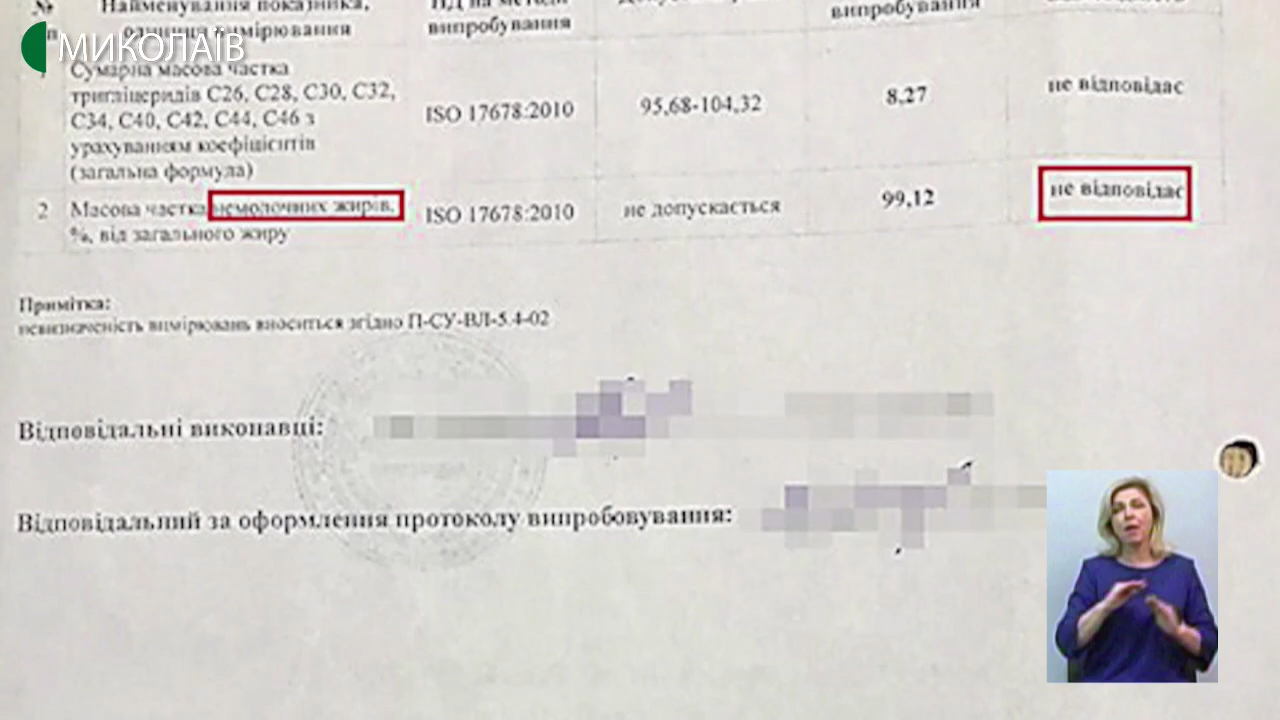 № Найменування показника, НД на методи випробування
п одиниця вимірювання випробування
МИКОЛАЇВ
Сумарна масова частка
тригліцеридів С26, С28, С30, С32,
С34, С40, С42, С44, С46 з
урахуванням коефіцієнтів
(загальна формула)
ISO 17678:2010
95,68-104,32
8,27
не відповідає
2 Масова частка немолочних жирів,
%, від загального жиру
ISO 17678:2010
не допускається
99,12
не відповідає
Примітка:
невизначеність вимірювань вноситься згідно П-СУ-ВЛ-5.4-02
Відповідальні виконавці:
Відповідальний за оформлення протоколу випробовування: